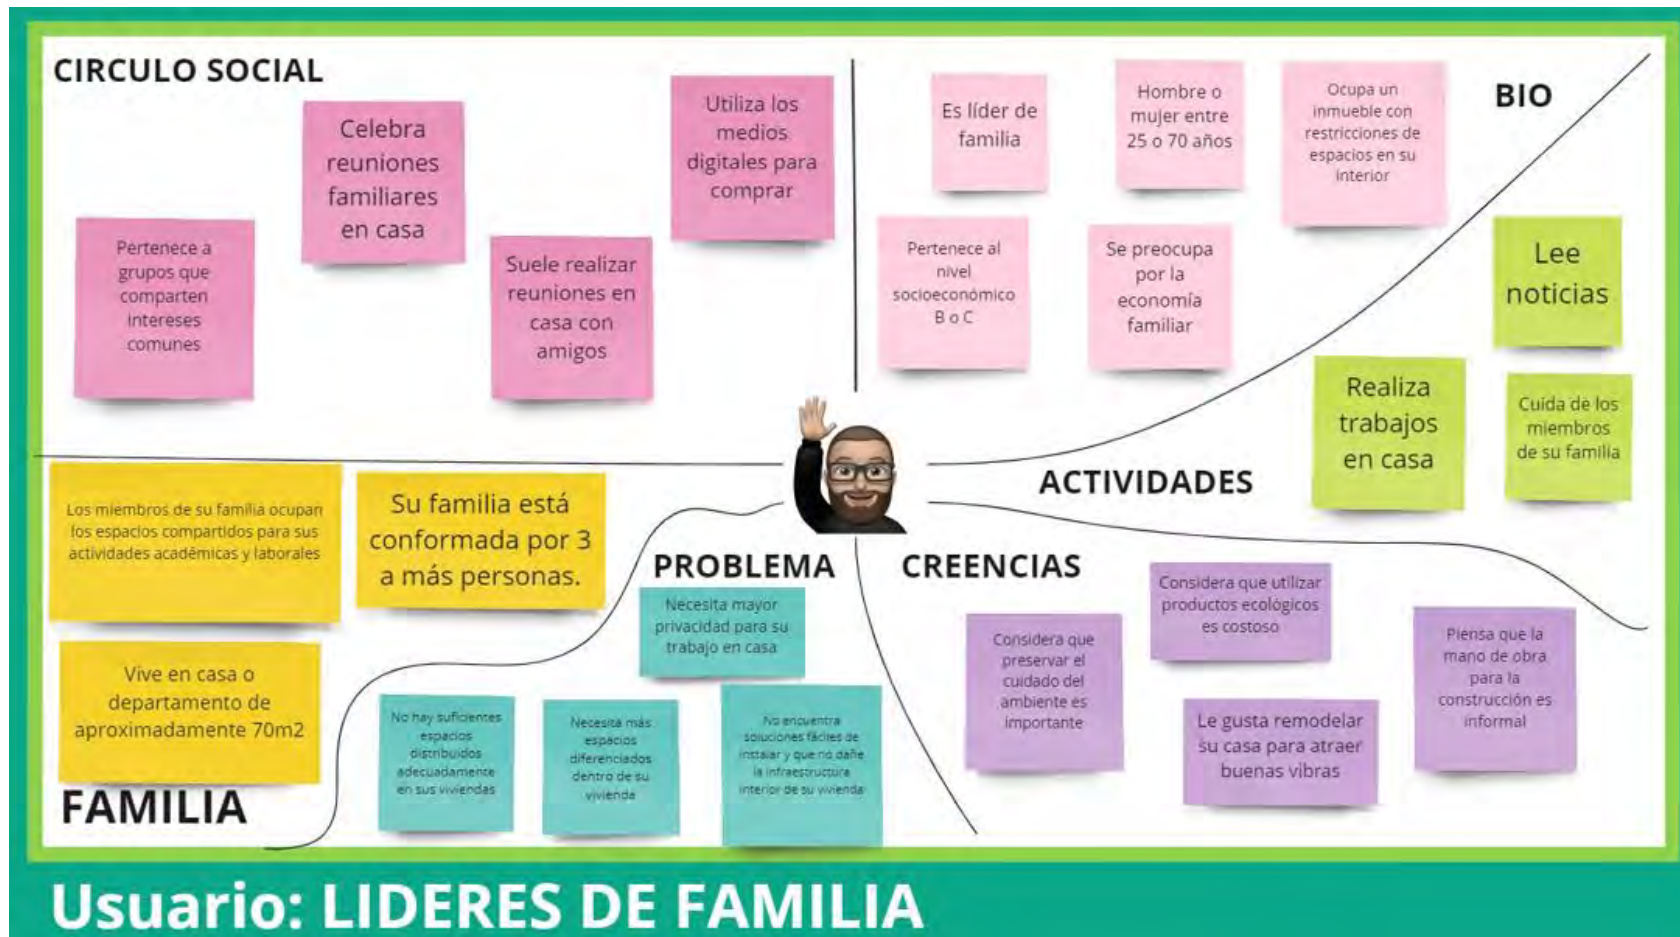 CIRCULO SOCIAL
Pertenece a
grupos que
comparten
intereses
comunes
Celebra
reuniones
familiares
en casa
Suele realizar
reuniones en
casa con
amigos
Utiliza los
medios
digitales para
comprar
BIO
Es líder de
familia
Hombre o
mujer entre
25 o 70 años
Ocupa un
inmueble con
restricciones de
espacios en su
interior
Pertenece al
nivel
socioeconómico
B o C
Se preocupa
por la
economía
familiar
ACTIVIDADES
Lee
noticias
Realiza
trabajos
en casa
Cuida de los
miembros
de su familia
Los miembros de su familia ocupan
los espacios compartidos para sus
actividades académicas y laborales
Su familia está
conformada por 3
a más personas.
Vive en casa o
departamento de
aproximadamente 70m2
FAMILIA
PROBLEMA
Necesita mayor
privacidad para su
trabajo en casa
No hay suficientes
espacios
distribuidos
adecuadamente
en sus viviendas
Necesita más
espacios
diferenciados
dentro de su
vivienda
No encuentra
soluciones fáciles de
instalar y que no dañe
la infraestructura
interior de su vivienda
CREENCIAS
Considera que
preservar el
cuidado del
ambiente es
importante
Considera que utilizar
productos ecológicos
es costoso
Le gusta remodelar
su casa para atraer
buenas vibras
Piensa que la
mano de obra
para la
construcción es
informal
Usuario: LIDERES DE FAMILIA